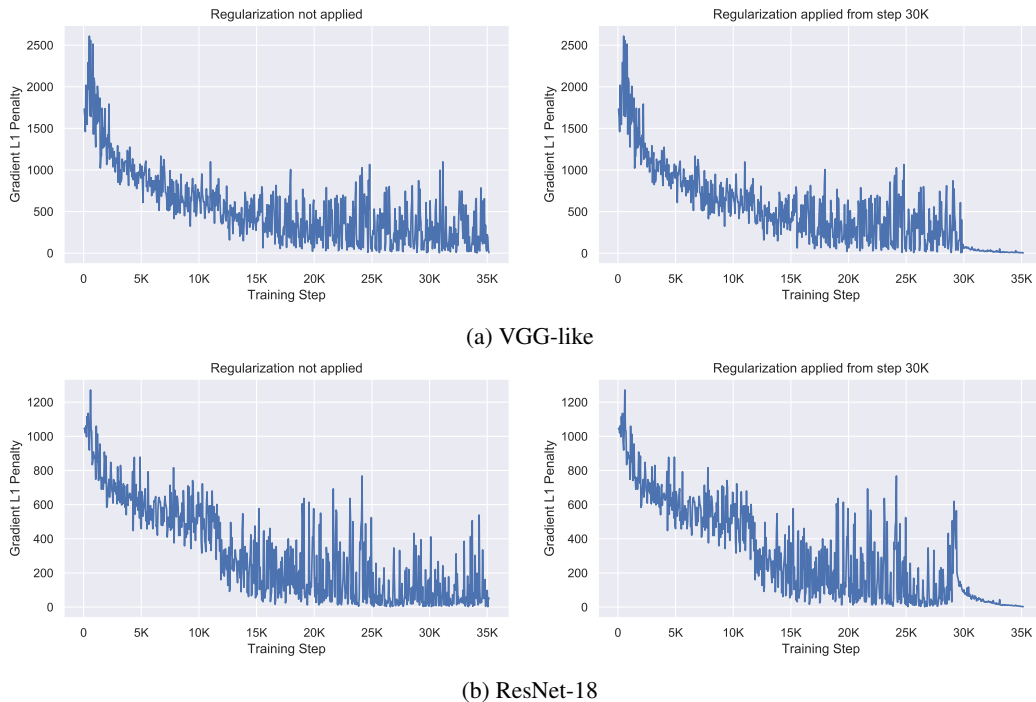 Regularization not applied
Regularization applied from step 30K
Gradient L1 Penalty
2500
2000
1500
1000
500
0
0 5K 10K 15K 20K 25K 30K 35K
Training Step
Gradient L1 Penalty
2500
2000
1500
1000
500
0
0 5K 10K 15K 20K 25K 30K 35K
Training Step
(a) VGG-like
Regularization not applied
Regularization applied from step 30K
Gradient L1 Penalty
1200
1000
800
600
400
200
0
0 5K 10K 15K 20K 25K 30K 35K
Training Step
Gradient L1 Penalty
1200
1000
800
600
400
200
0
0 5K 10K 15K 20K 25K 30K 35K
Training Step
(b) ResNet-18